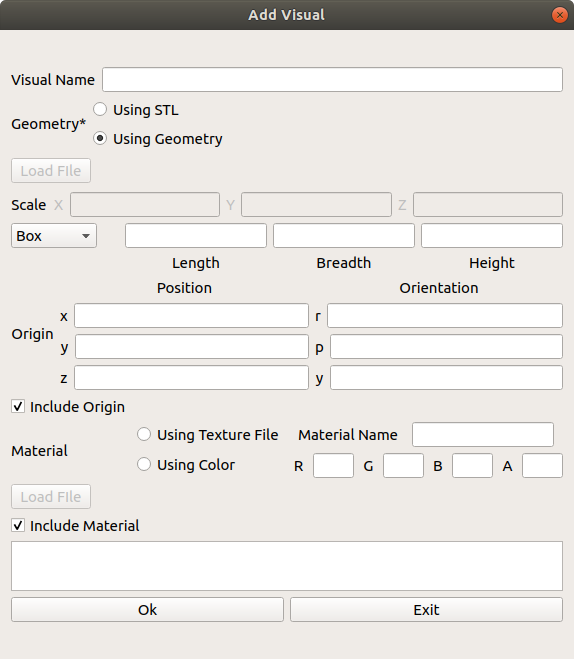 Add Visual
Visual Name
Using STL
Geometry*
Using Geometry
Load FIle
Scale X Y Z
Box
Length Breadth Height
Position Orientation
x r
Origin
y p
z y
Include Origin
Using Texture File Material Name
Material
Using Color R G B A
Load FIle
Include Material
Ok Exit